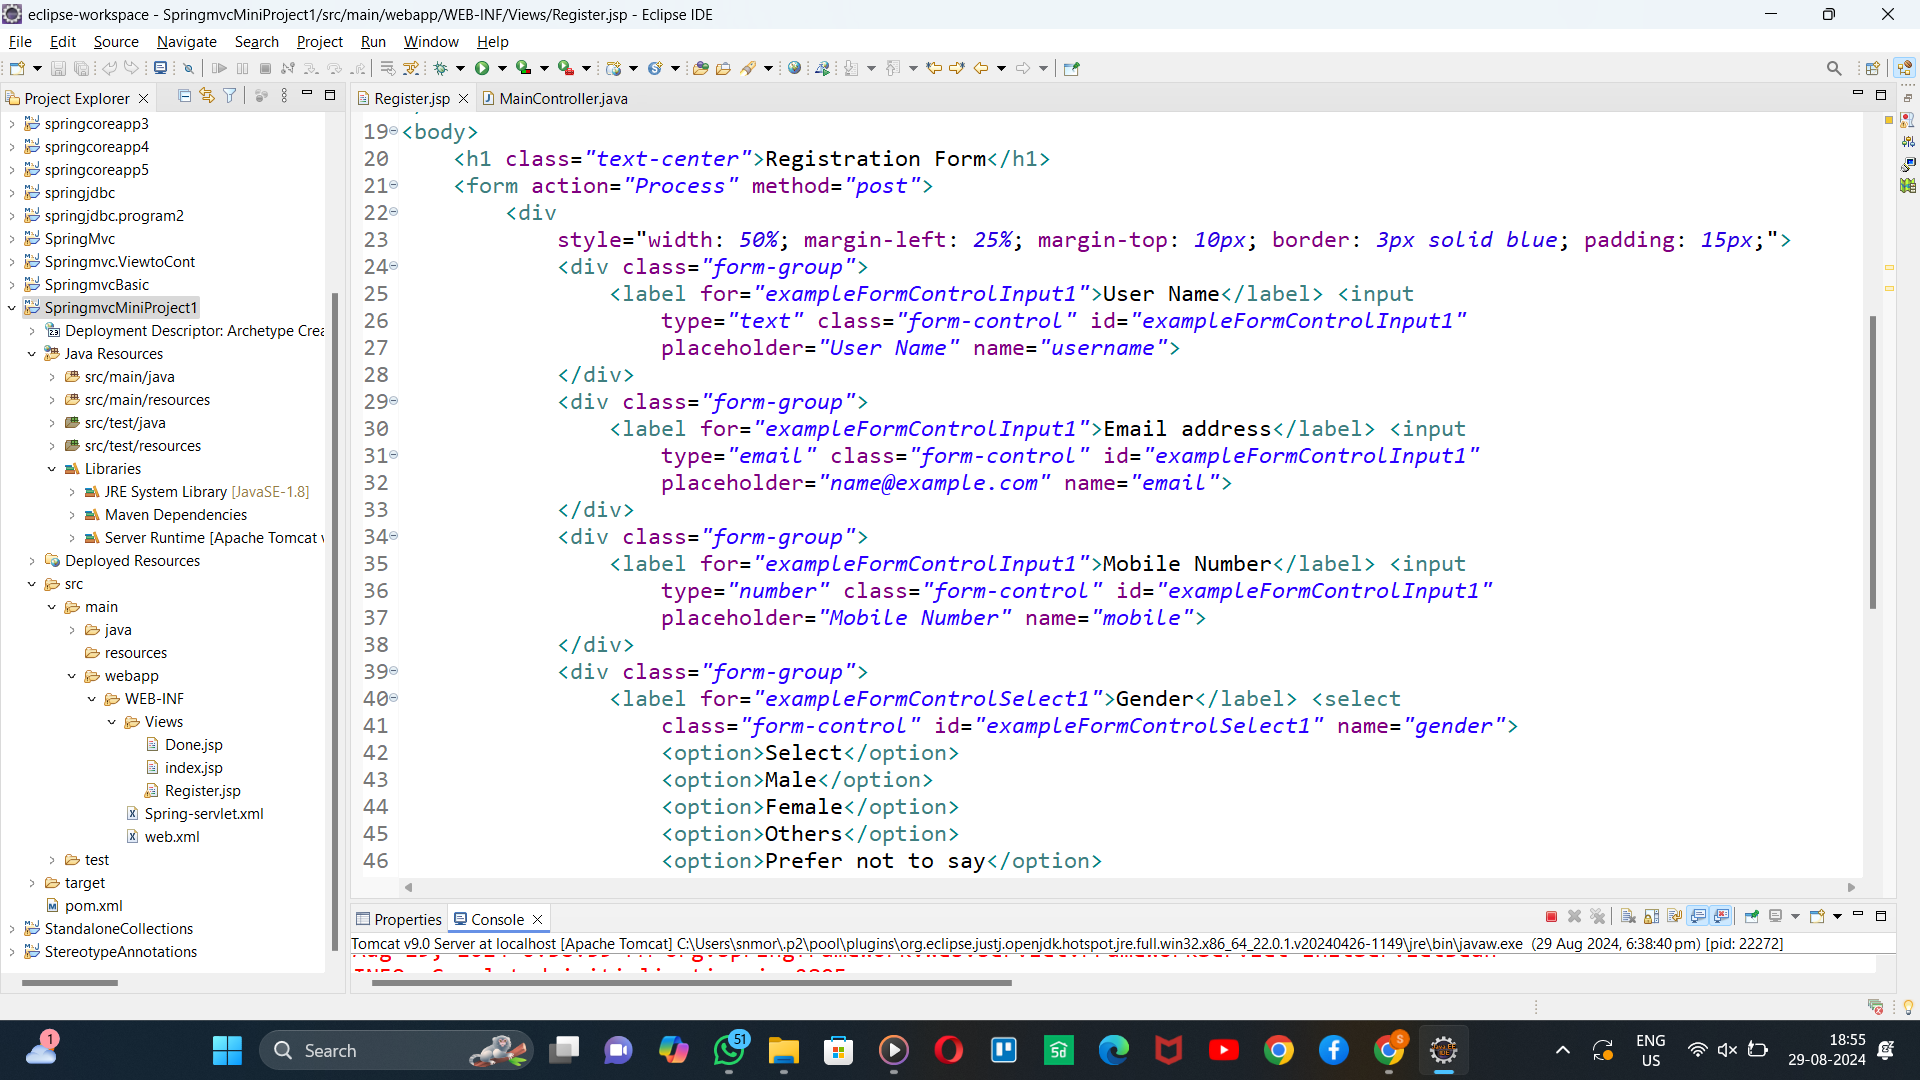 eclipse-workspace - SpringmvcMiniProject1/src/main/webapp/WEB-INF/Views/Register.jsp - Eclipse IDE
File Edit Source Navigate Search Project Run Window Help
Project Explorer
springcoreapp3
springcoreapp4
springcoreapp5
springjdbc
springjdbc.program2
SpringMvc
Springmvc.ViewtoCont
SpringmvcBasic
SpringmvcMiniProject1
Deployment Descriptor: Archetype Crea
Java Resources
src/main/java
src/main/resources
src/test/java
src/test/resources
Libraries
JRE System Library [JavaSE-1.8]
Maven Dependencies
Server Runtime [Apache Tomcat v
Deployed Resources
src
main
java
resources
webapp
WEB-INF
Views
Done.jsp
index.jsp
Register.jsp
Spring-servlet.xml
web.xml
test
target
pom.xml
StandaloneCollections
StereotypeAnnotations
Register.jsp MainController.java
19 <body>
20 <h1 class="text-center">Registration Form</h1>
21 <form action="Process" method="post">
22 <div
23 style="width: 50%; margin-left: 25%; margin-top: 10px; border: 3px solid blue; padding: 15px;">
24 <div class="form-group">
25 <label for="exampleFormControlInput1">User Name</label> <input
26 type="text" class="form-control" id="exampleFormControlInput1"
27 placeholder="User Name" name="username">
28 </div>
29 <div class="form-group">
30 <label for="exampleFormControlInput1">Email address</label> <input
31 type="email" class="form-control" id="exampleFormControlInput1"
32 placeholder="name@example.com" name="email">
33 </div>
34 <div class="form-group">
35 <label for="exampleFormControlInput1">Mobile Number</label> <input
36 type="number" class="form-control" id="exampleFormControlInput1"
37 placeholder="Mobile Number" name="mobile">
38 </div>
39 <div class="form-group">
40 <label for="exampleFormControlSelect1">Gender</label> <select
41 class="form-control" id="exampleFormControlSelect1" name="gender">
42 <option>Select</option>
43 <option>Male</option>
44 <option>Female</option>
45 <option>Others</option>
46 <option>Prefer not to say</option>
Properties Console
Tomcat v9.0 Server at localhost [Apache Tomcat] C:\Users\snmor\.p2\pool\plugins\org.eclipse.justj.openjdk.hotspot.jre.full.win32.x86_64_22.0.1.v20240426-1149\jre\bin\javaw.exe (29 Aug 2024, 6:38:40 pm) [pid: 22272]
1
Search
51
ENG
US
18:55
29-08-2024